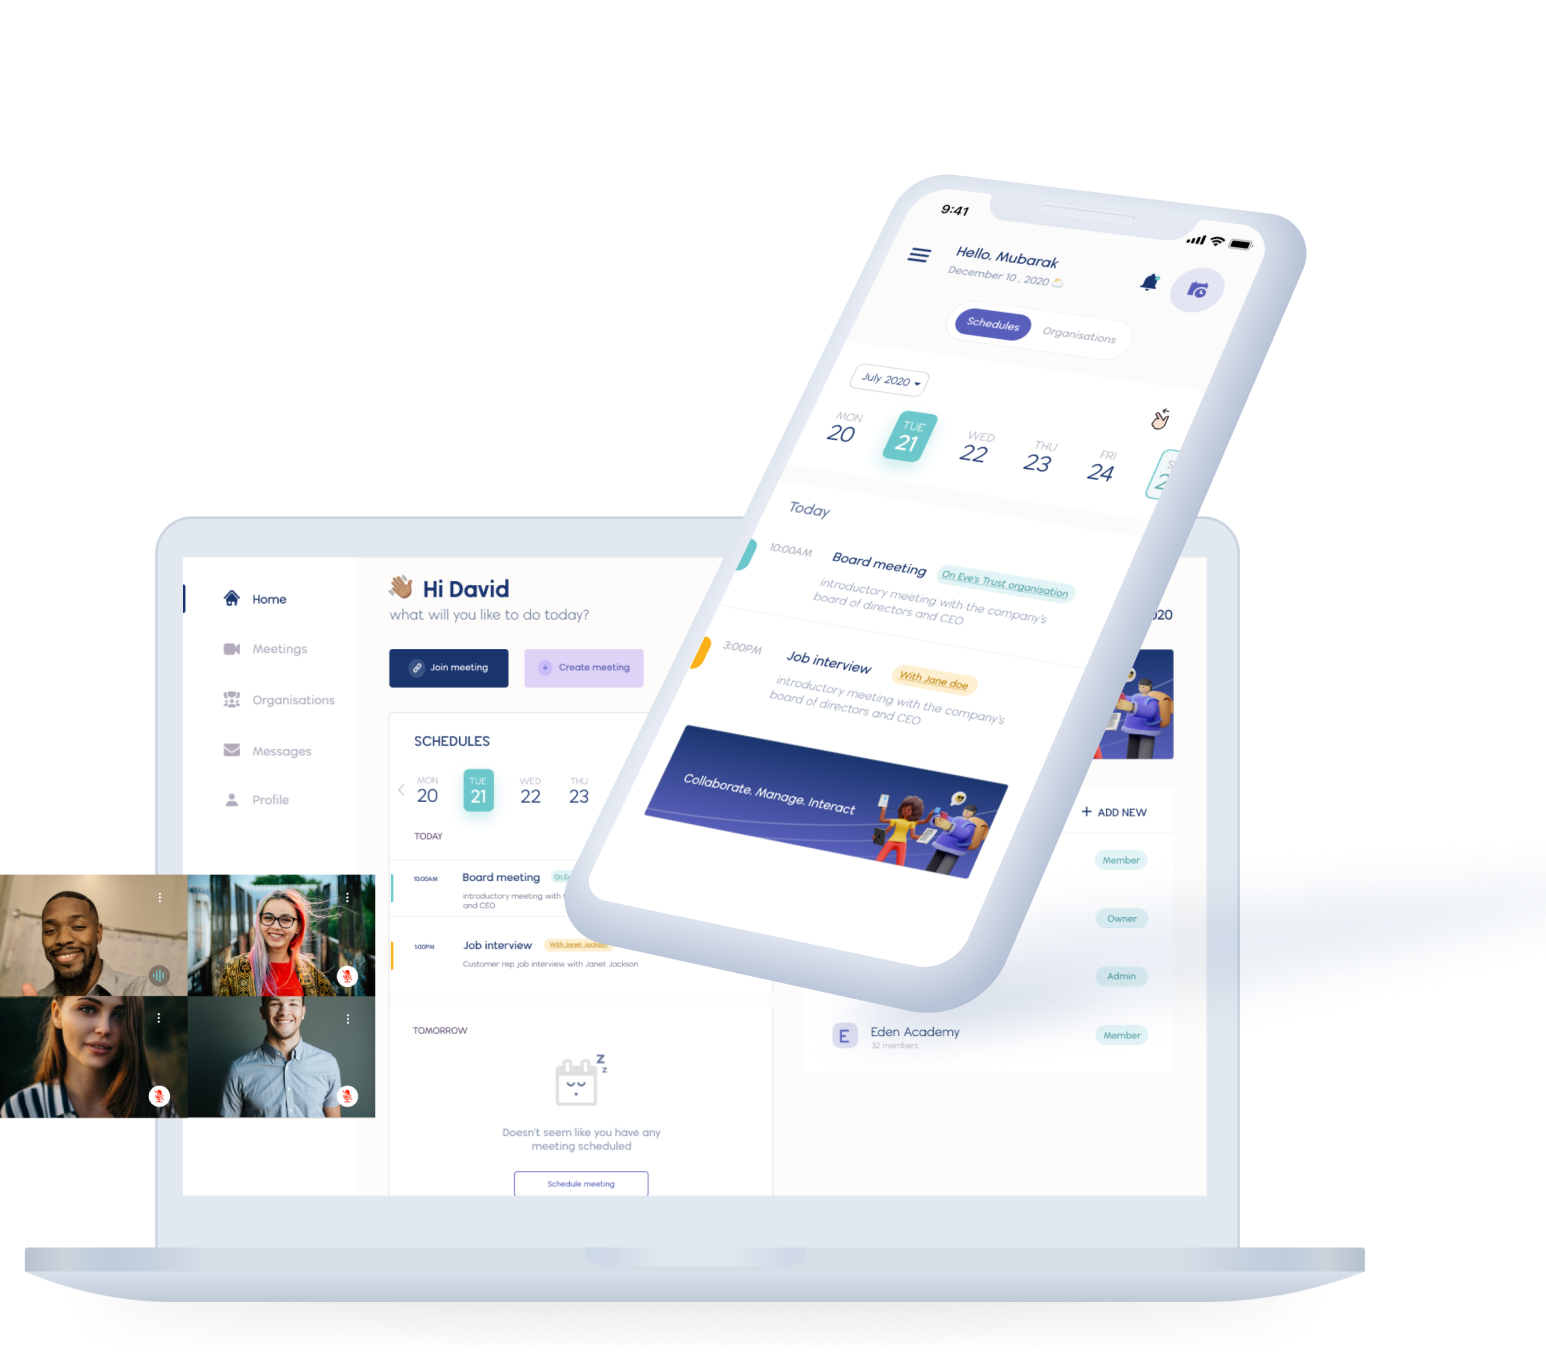 9:41
Hello, Mubarak
December 10 , 2020
Schedules
Organisations
July 2020
MON
TUE
WED
THU
FRI
20
21
22
23
24
Today
10:00AM
Board meeting
On Eve's Trust organisation
introductory meeting with the company's
board of directors and CEO
3:00PM
Job interview
With Jane doe
introductory meeting with the company's
board of directors and CEO
Collaborate. Manage. Interact
Home
Meetings
Organisations
Messages
Profile
Hi David
what will you like to do today?
Join meeting
Create meeting
SCHEDULES
MON
TUE
WED
THU
20
21
22
23
TODAY
10:00AM
Board meeting
introductory meeting with
and CEO
1:00PM
Job interview
With Janet Jackson
Customer rep job interview with Janet Jackson
TOMORROW
Z
z
Doesn't seem like you have any
meeting scheduled
Schedule meeting
020
+ ADD NEW
Member
Owner
Admin
E
Eden Academy
32 members
Member